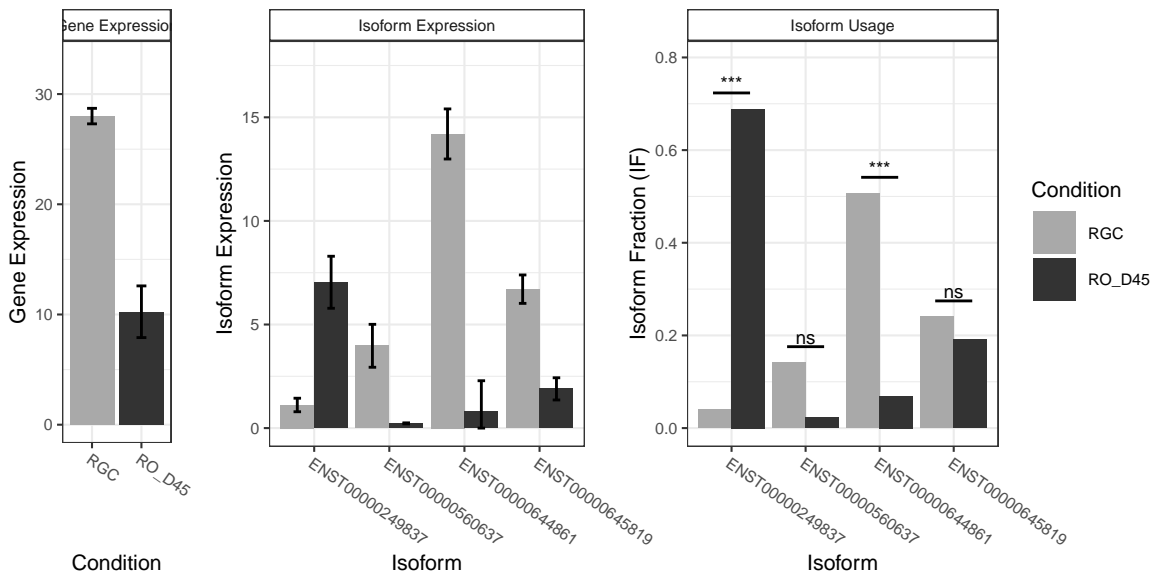 Gene Expression
Isoform Expression
Isoform Usage
Gene Expression
30
20
10
0
RGC
RO_D45
Condition
Isoform Expression
15
10
5
0
ENST00000249837
ENST00000560637
ENST00000644861
ENST00000645819
Isoform
Isoform Fraction (IF)
0.8
0.6
0.4
0.2
0.0
***
ns
***
ns
ENST00000249837
ENST00000560637
ENST00000644861
ENST00000645819
Isoform
Condition
RGC
RO_D45